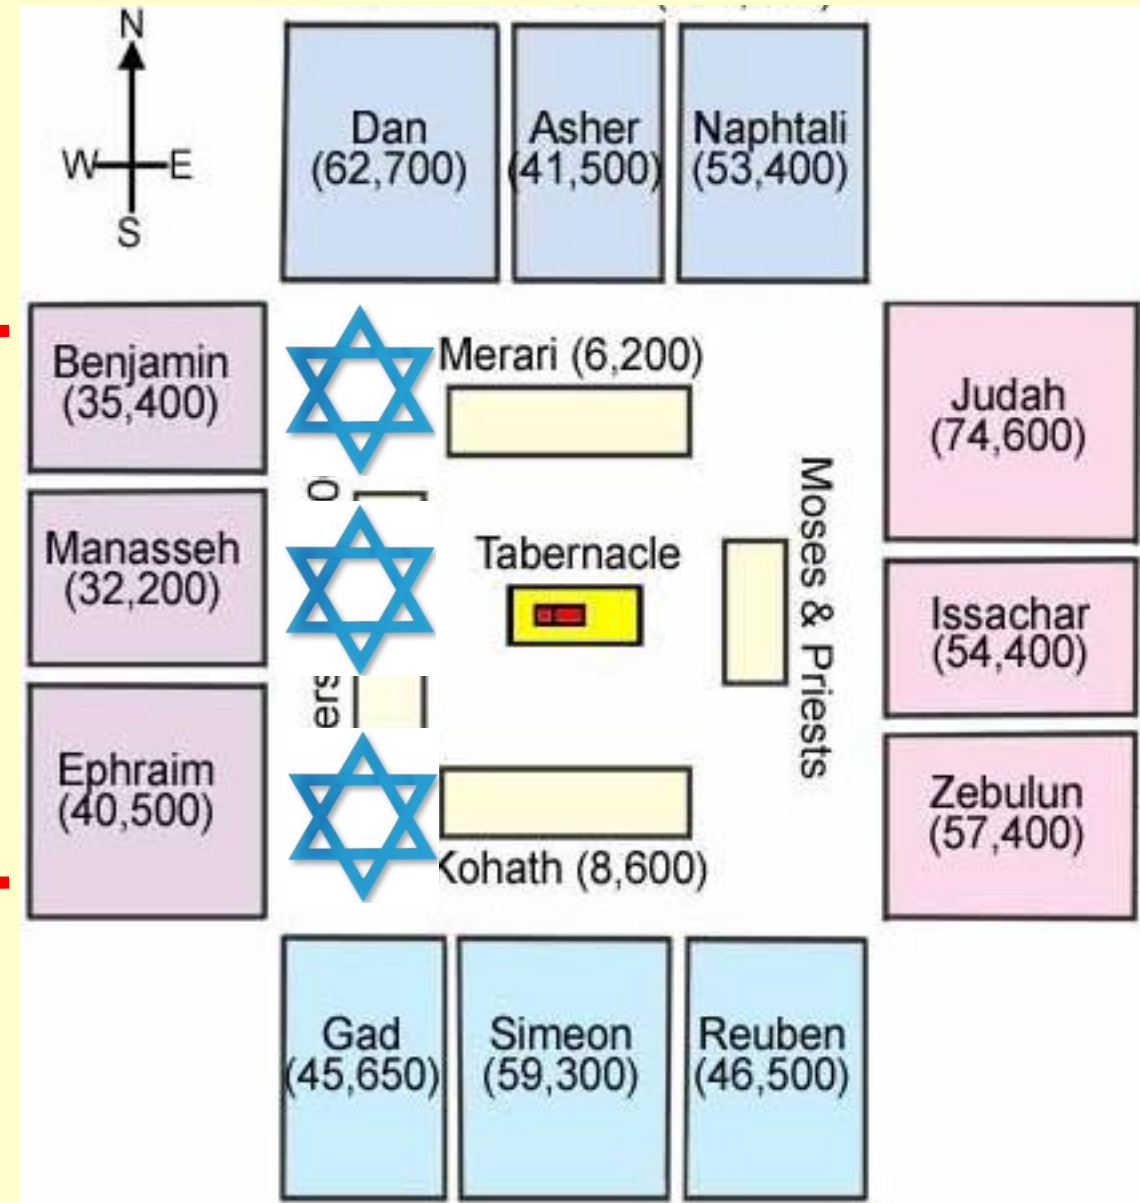 N
W E
S
Dan
(62,700)
Asher
(41,500)
Naphtali
(53,400)
Benjamin
(35,400)
Merari (6,200)
Judah
(74,600)
Manasseh
(32,200)
Tabernacle
Moses & Priests
Issachar
(54,400)
Ephraim
(40,500)
Zebulun
(57,400)
Kohath (8,600)
Gad
(45,650)
Simeon
(59,300)
Reuben
(46,500)